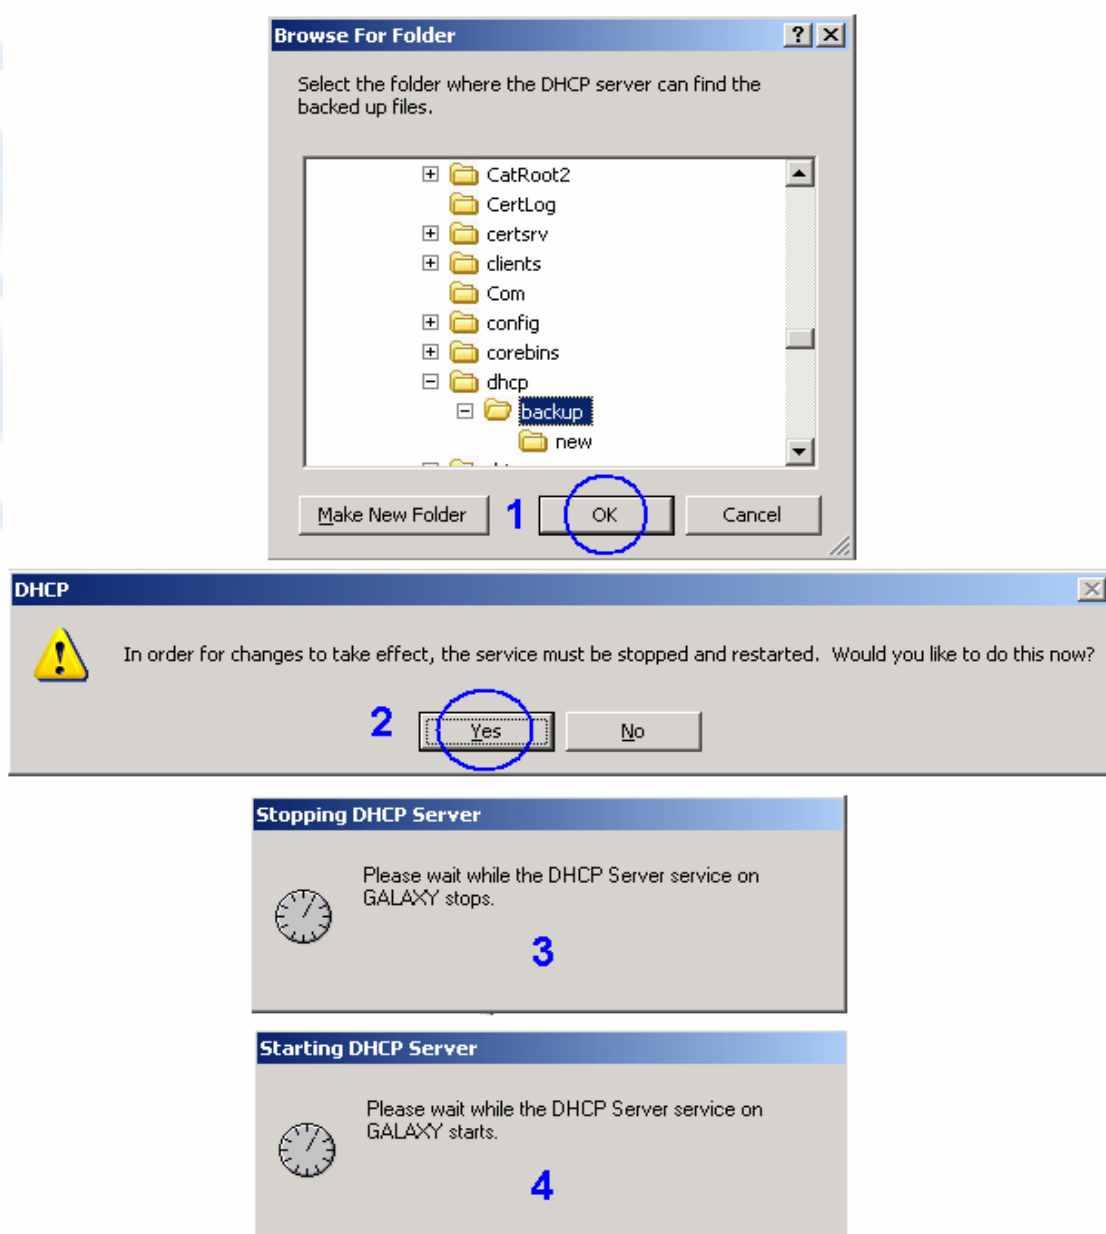 Browse For Folder
Select the folder where the DHCP server can find the
backed up files.
CatRoot2
CertLog
certsrv
clients
Com
config
corebins
dhcp
backup
new
Make New Folder 1 OK Cancel
DHCP
In order for changes to take effect, the service must be stopped and restarted. Would you like to do this now?
2 Yes No
Stopping DHCP Server
Please wait while the DHCP Server service on
GALAXY stops.
3
Starting DHCP Server
Please wait while the DHCP Server service on
GALAXY starts.
4